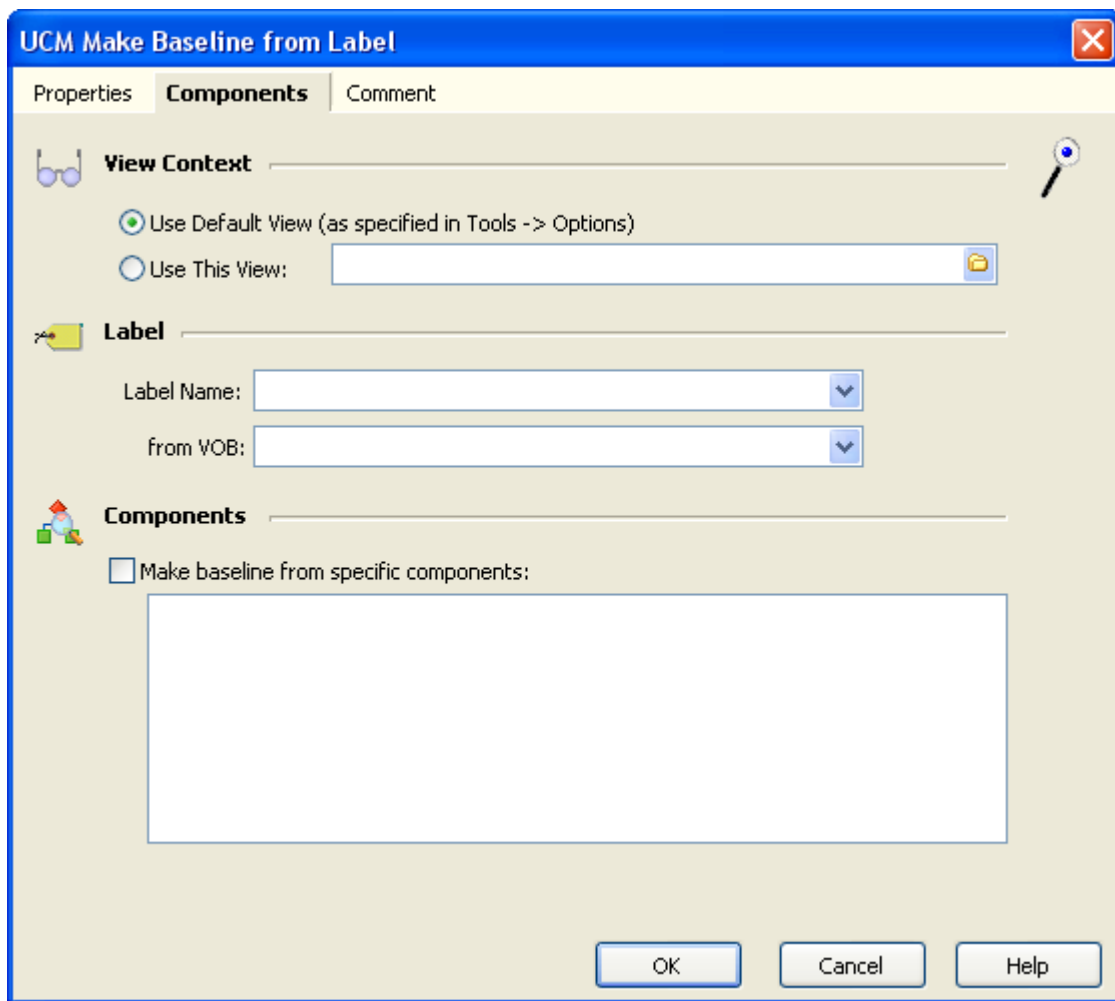 UCM Make Baseline from Label
Properties Components Comment
View Context
Use Default View (as specified in Tools -> Options)
Use This View:
Label
Label Name:
from VOB:
Components
Make baseline from specific components:
OK Cancel Help